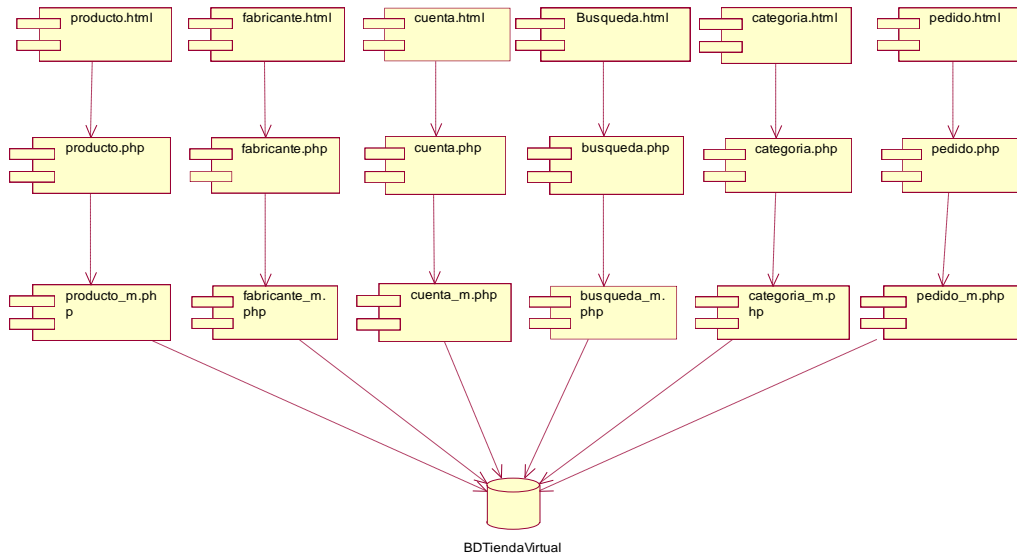 producto.html
fabricante.html
cuenta.html
Busqueda.html
categoria.html
pedido.html
producto.php
fabricante.php
cuenta.php
busqueda.php
categoria.php
pedido.php
producto_m.ph
p
fabricante_m.
php
cuenta_m.php
busqueda_m.
php
categoria_m.p
hp
pedido_m.php
BDTiendaVirtual